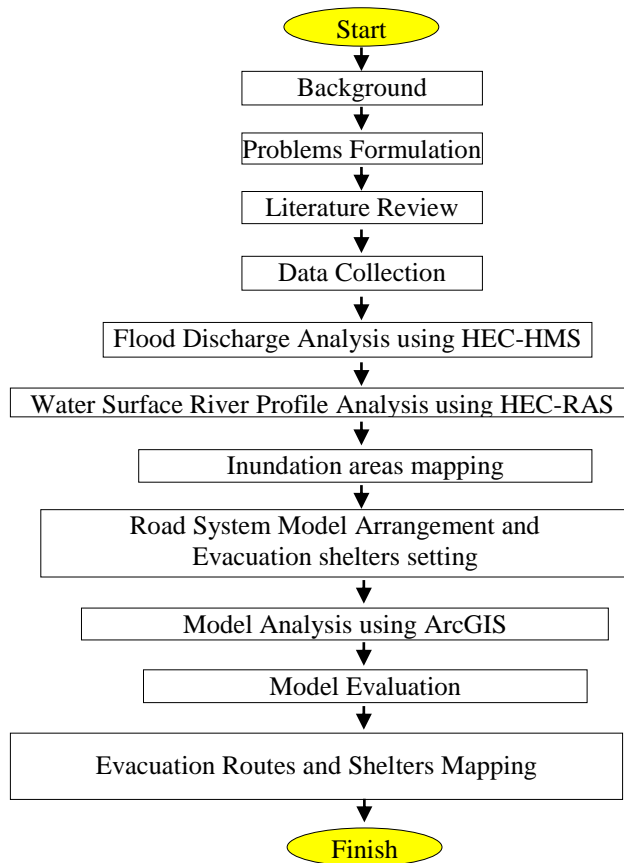 Start
Background
Problems Formulation
Literature Review
Data Collection
Flood Discharge Analysis using HEC-HMS
Water Surface River Profile Analysis using HEC-RAS
Inundation areas mapping
Road System Model Arrangement and
Evacuation shelters setting
Model Analysis using ArcGIS
Model Evaluation
Evacuation Routes and Shelters Mapping
Finish